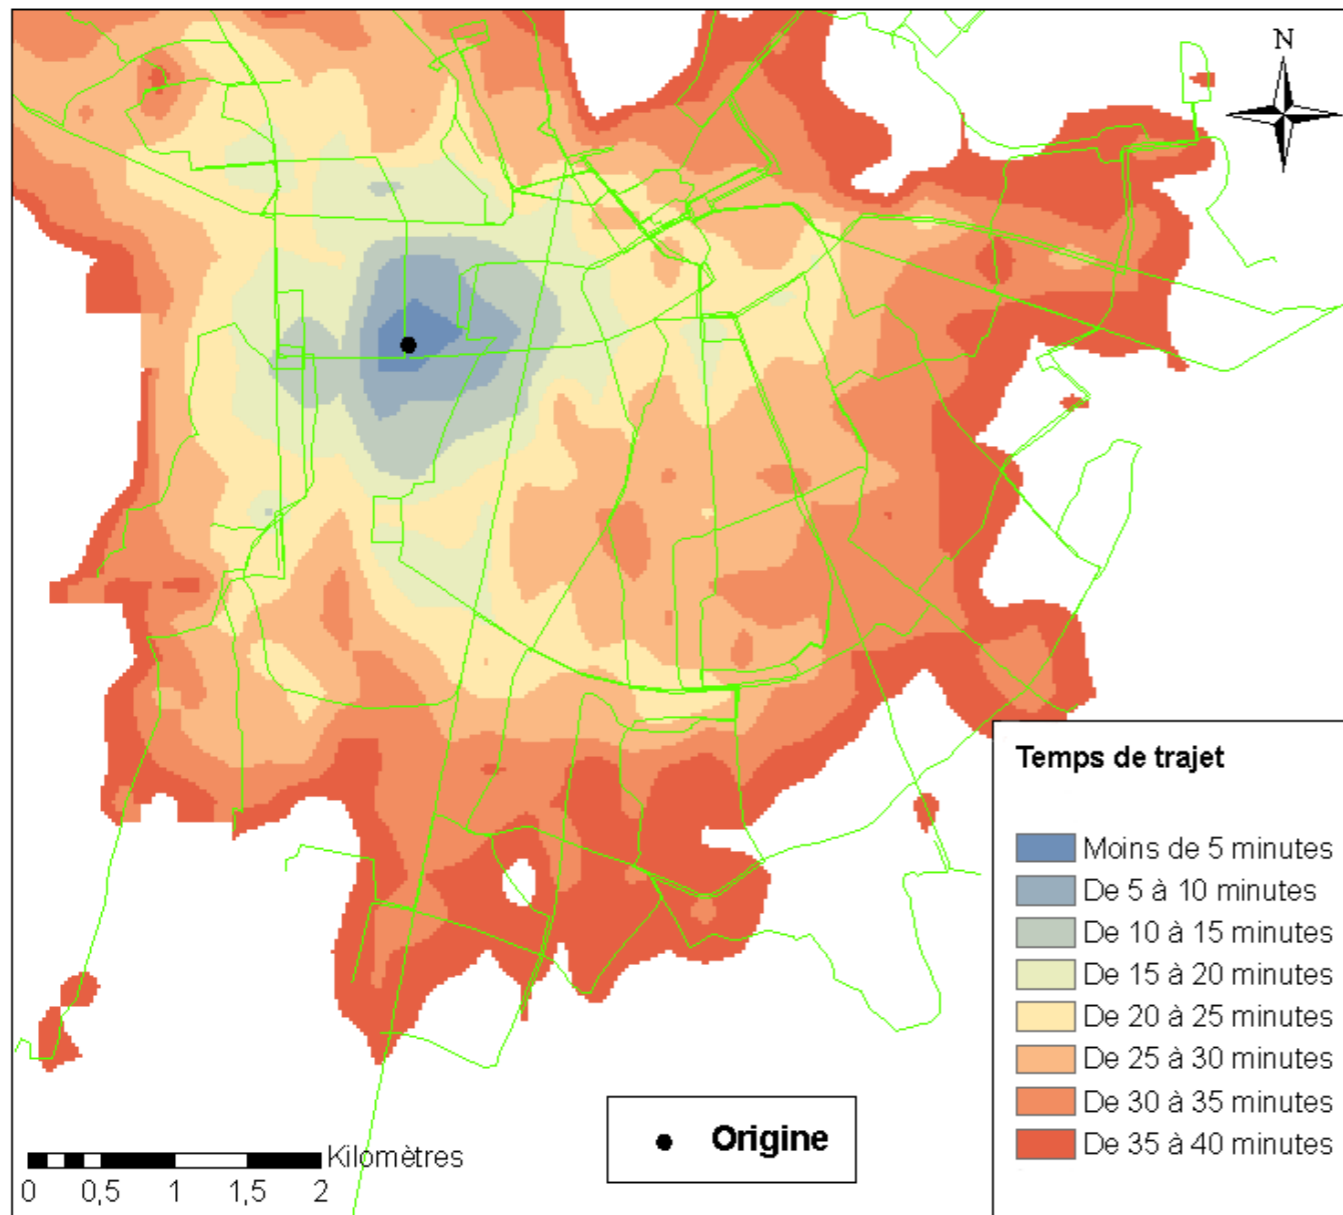 N
Temps de trajet
Moins de 5 minutes
De 5 à 10 minutes
De 10 à 15 minutes
De 15 à 20 minutes
De 20 à 25 minutes
De 25 à 30 minutes
De 30 à 35 minutes
De 35 à 40 minutes
Origine
Kilomètres
0 0,5 1 1,5 2